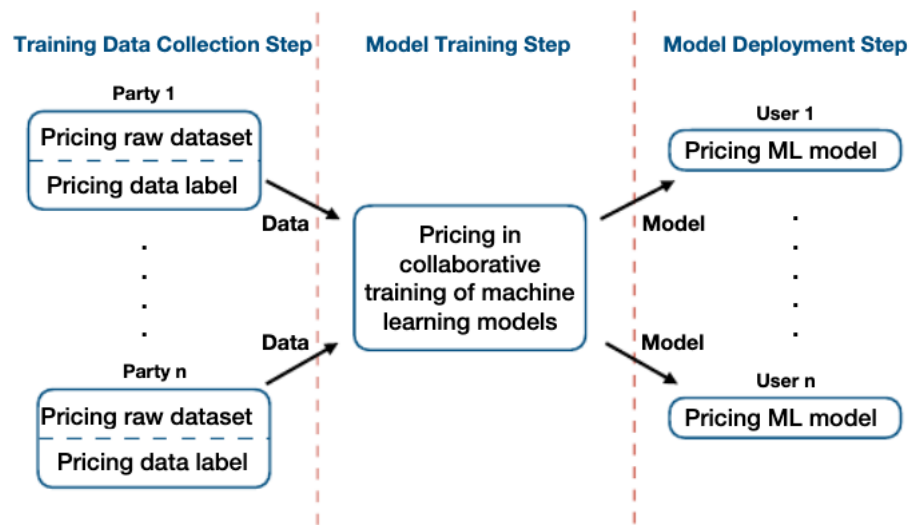 Training Data Collection Step
Model Training Step
Model Deployment Step
Party 1
Pricing raw dataset
Pricing data label
Data
Party n
Pricing raw dataset
Pricing data label
Data
Pricing in
collaborative
training of machine
learning models
User 1
Pricing ML model
Model
Model
User n
Pricing ML model